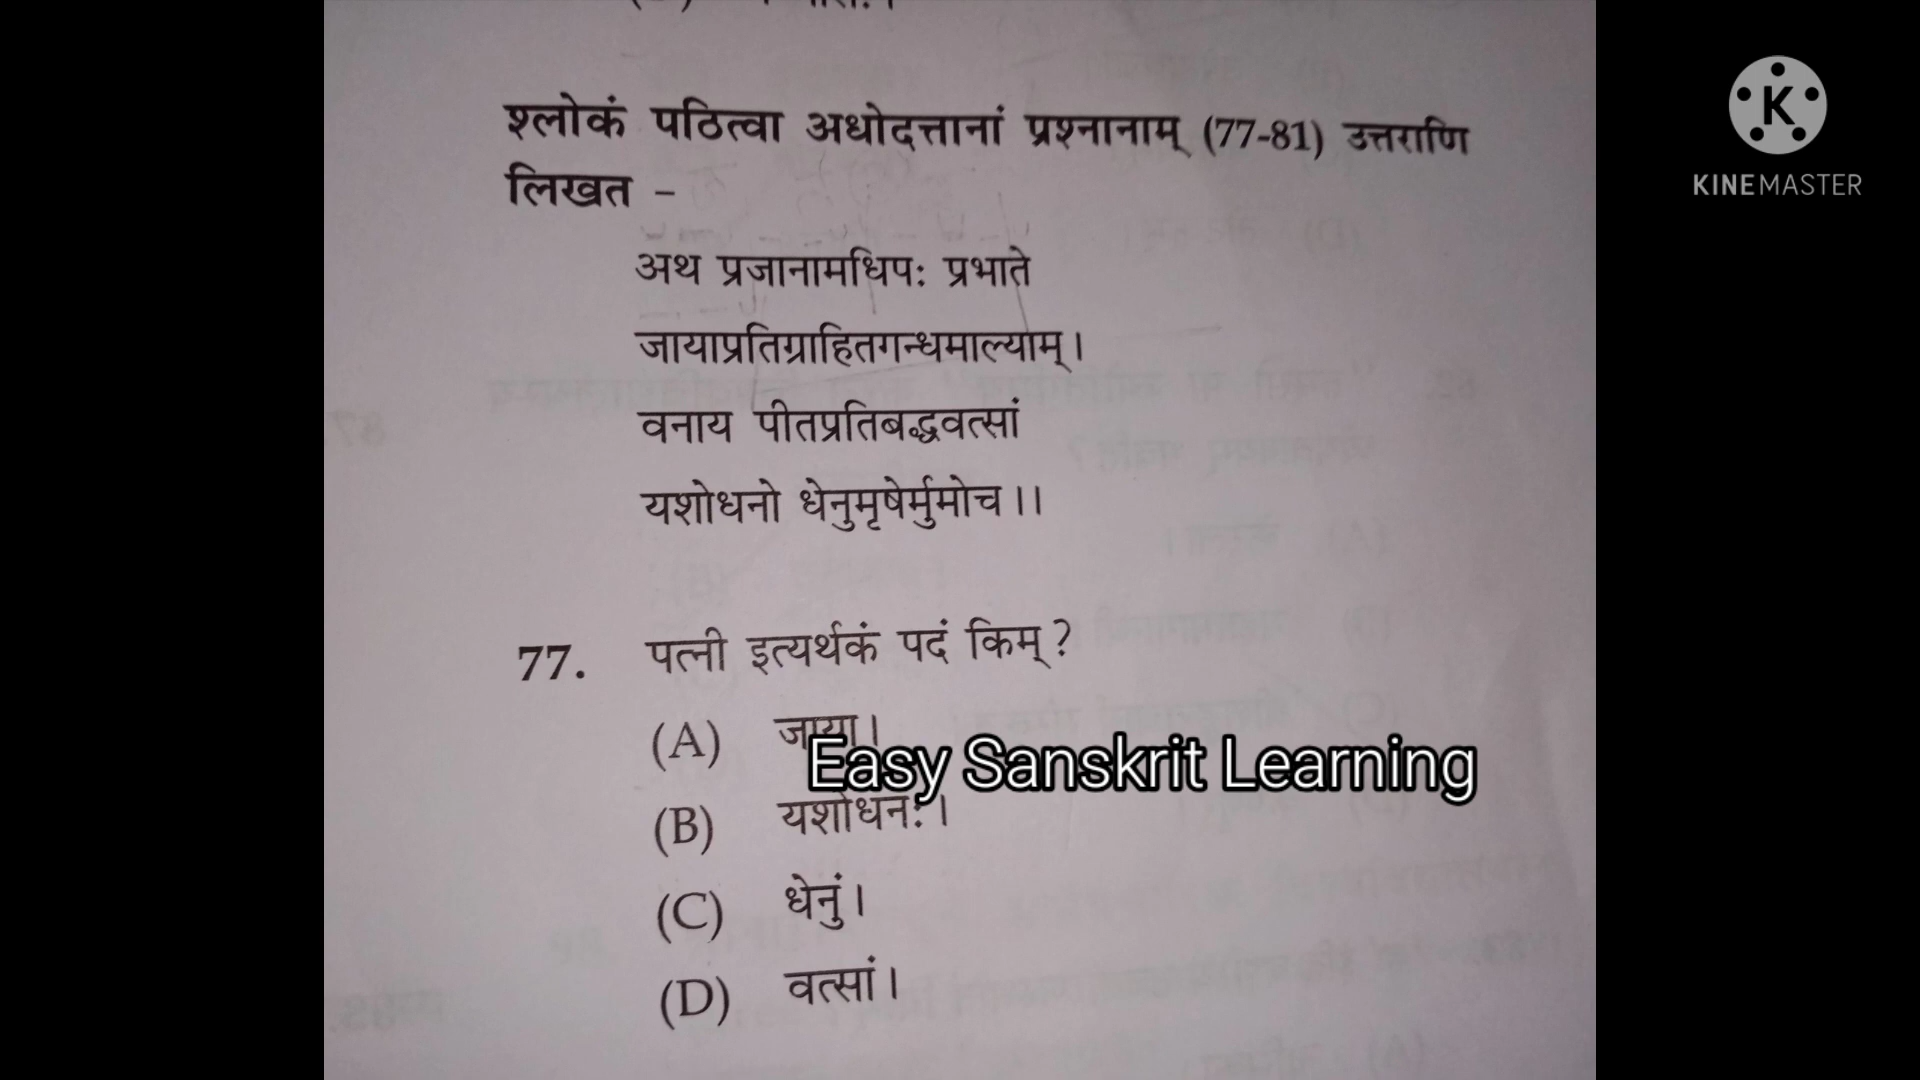 श्लोकं पठित्वा अधोदत्तानां प्रश्नानाम् (77-81) उत्तराणि
लिखत –
अथ प्रजानामधिपः प्रभाते
जायाप्रतिग्राहितगन्धमाल्याम्।
वनाय पीतप्रतिबद्धवत्सां
यशोधनो धेनुमृषेर्मुमोच।।
77. पत्नी इत्यर्थकं पदं किम्?
(A) जाया।
Easy Sanskrit Learning
(B) यशोधनः।
(C) धेनुं।
(D) वत्सां।
K
KINEMASTER